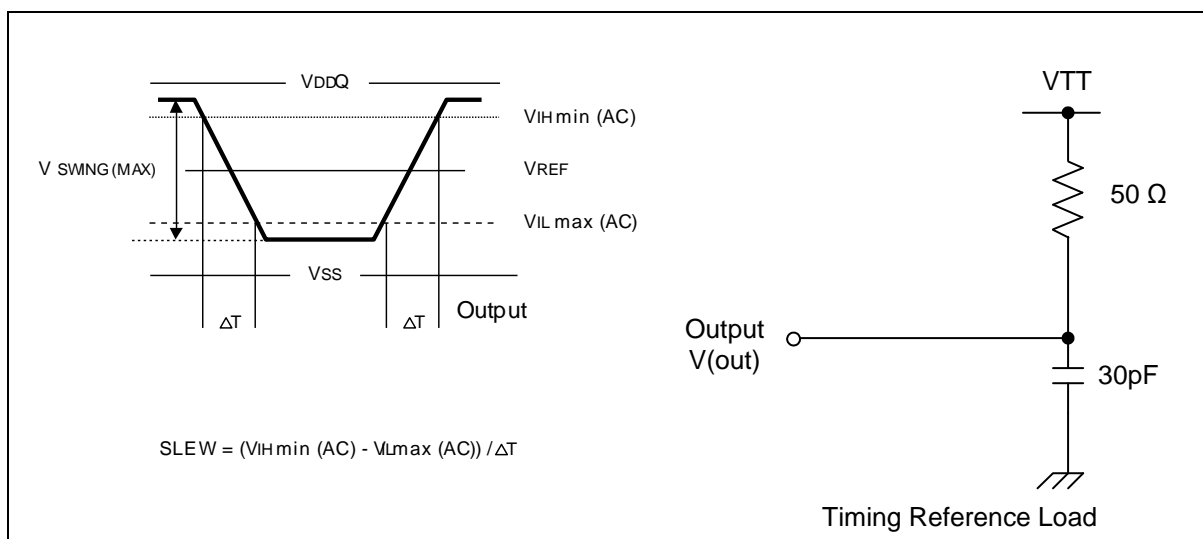 VDDQ
VIH min (AC)
V SWING (MAX)
VREF
VIL max (AC)
VSS
ΔT
ΔT
Output
SLEW = (VIH min (AC) - VILmax (AC)) / ΔT
VTT
50 Ω
Output
V(out)
30pF
Timing Reference Load